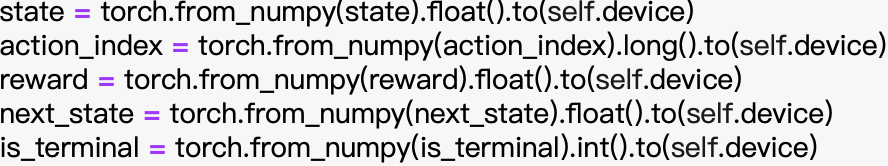 state = torch.from_numpy(state).float().to(self.device)
action_index = torch.from_numpy(action_index).long().to(self.device)
reward = torch.from_numpy(reward).float().to(self.device)
next_state = torch.from_numpy(next_state).float().to(self.device)
is_terminal = torch.from_numpy(is_terminal).int().to(self.device)